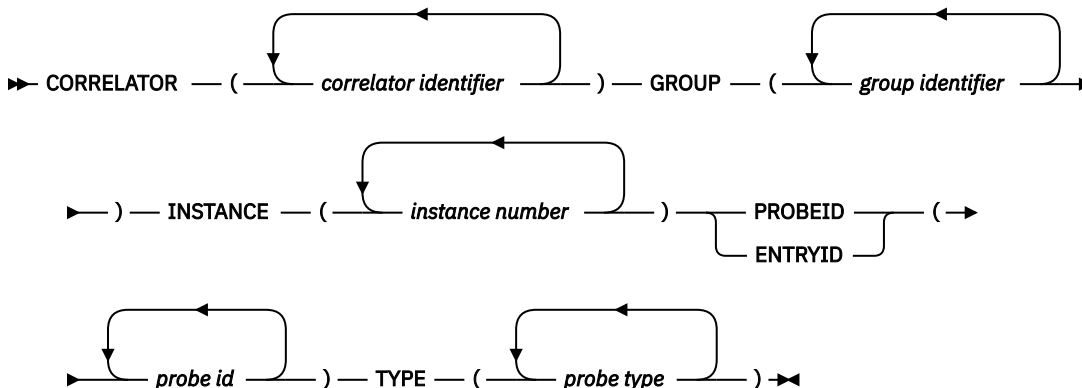 CORRELATOR ( correlator identifier ) GROUP ( group identifier
) INSTANCE ( instance number ) PROBEID (
ENTRYID
probe id ) TYPE ( probe type )